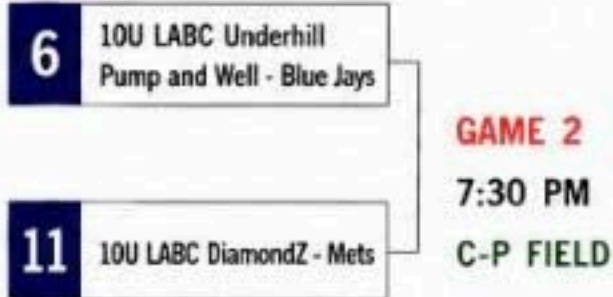 6
10U LABC Underhill
Pump and Well - Blue Jays
GAME 2
7:30 PM
11
10U LABC DiamondZ - Mets
C-P FIELD